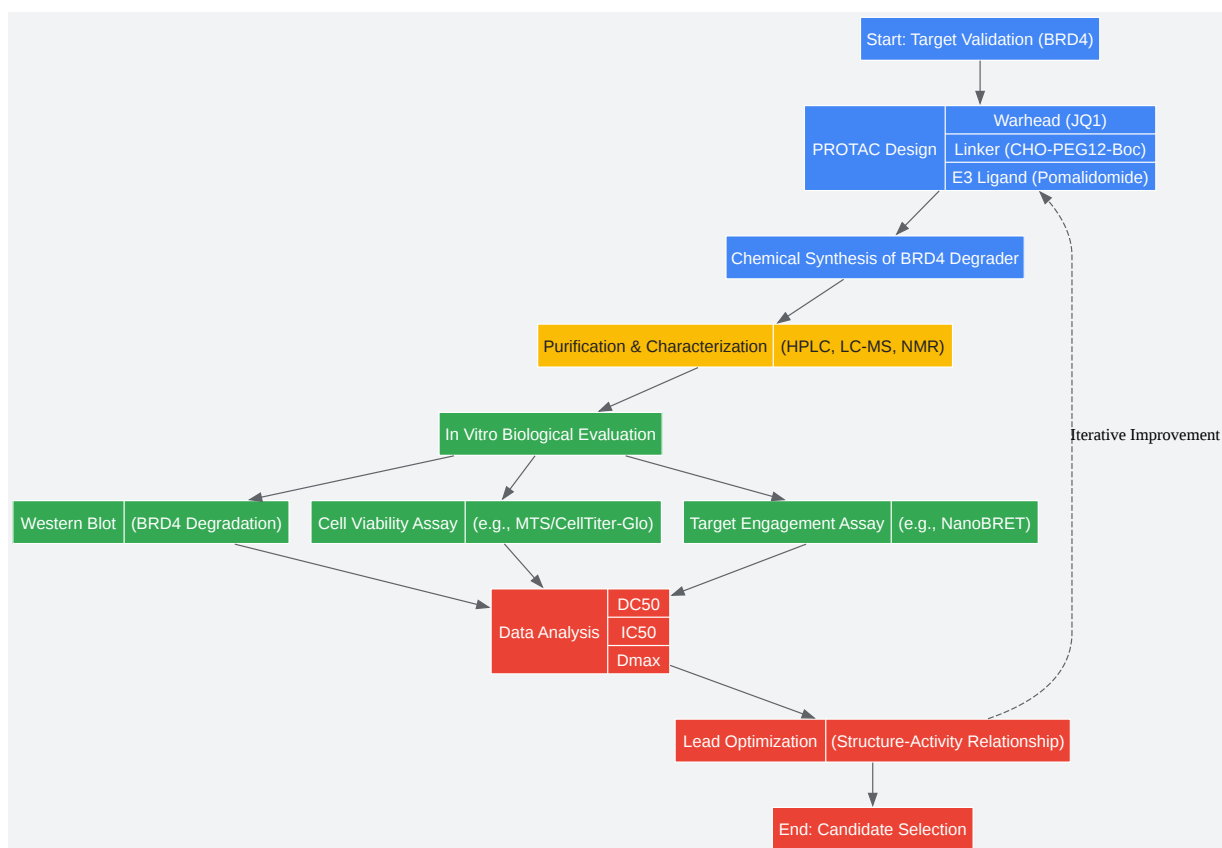 Start: Target Validation (BRD4)
PROTAC Design
Warhead (JQ1)
Linker (CHO-PEG12-Boc)
E3 Ligand (Pomalidomide)
Chemical Synthesis of BRD4 Degrader
Purification & Characterization
(HPLC, LC-MS, NMR)
In Vitro Biological Evaluation
Iterative Improvement
Western Blot
(BRD4 Degradation)
Cell Viability Assay
(e.g., MTS/CellTiter-Glo)
Target Engagement Assay
(e.g., NanoBRET)
Data Analysis
DC50
IC50
Dmax
Lead Optimization
(Structure-Activity Relationship)
End: Candidate Selection